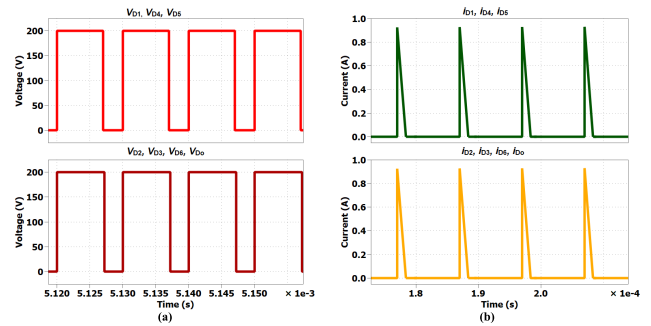 V_D1, V_D4, V_D5
Voltage (V)
200
150
100
50
0
V_D2, V_D3, V_D6, V_Do
Voltage (V)
200
150
100
50
0
5.120 5.125 5.130 5.135 5.140 5.145 5.150 × 1e-3
Time (s)
(a)
I_D1, I_D4, I_D5
Current (A)
1.0
0.8
0.6
0.4
0.2
0.0
I_D2, I_D3, I_D6, I_Do
Current (A)
1.0
0.8
0.6
0.4
0.2
0.0
1.8 1.9 2.0 × 1e-4
Time (s)
(b)